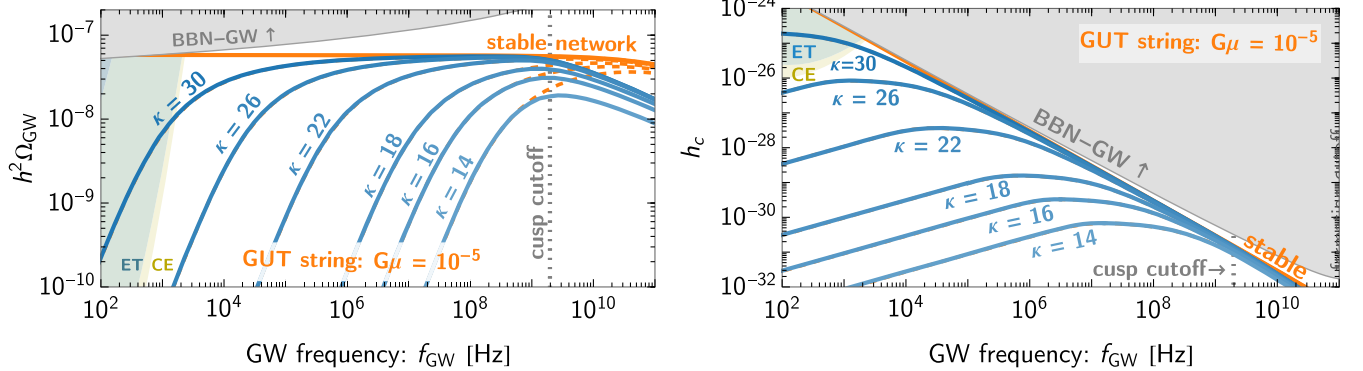 10⁻⁷
10⁻⁸
10⁻⁹
10⁻¹⁰
h²Ω_GW
BBN–GW ↑
stable network
κ = 30
κ = 26
κ = 22
κ = 18
κ = 16
κ = 14
cusp cutoff
ET
CE
GUT string: Gμ = 10⁻⁵
10² 10⁴ 10⁶ 10⁸ 10¹⁰
GW frequency: f_GW [Hz]
10⁻²⁴
10⁻²⁶
10⁻²⁸
10⁻³⁰
10⁻³²
h_c
GUT string: Gμ = 10⁻⁵
ET
CE
κ=30
κ = 26
κ = 22
κ = 18
κ = 16
κ = 14
BBN–GW ↑
stable
cusp cutoff→
10² 10⁴ 10⁶ 10⁸ 10¹⁰
GW frequency: f_GW [Hz]